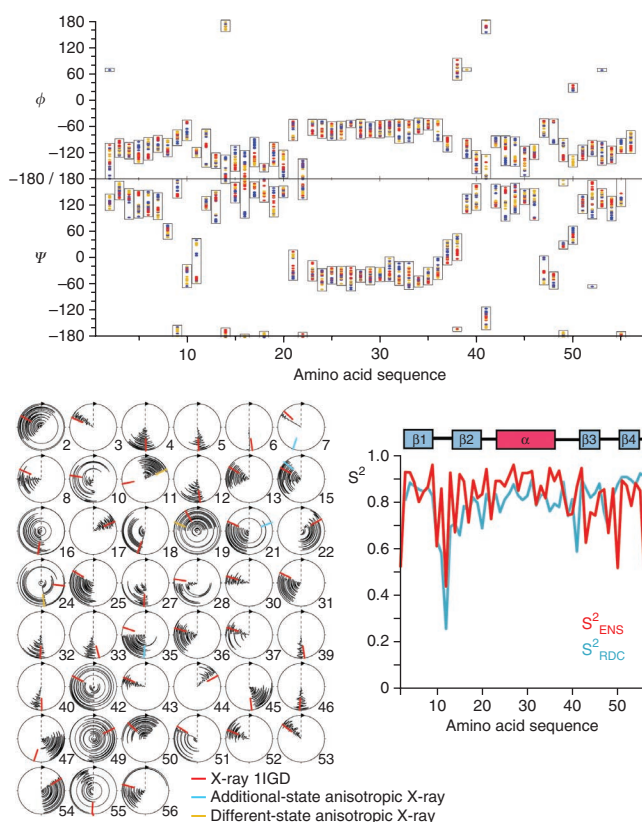 180
120
60
ϕ
0
−60
−120
−180 / 180
120
60
Ψ
0
−60
−120
−180
10 20 30 40 50
Amino acid sequence
2 3 4 5 6 7
8 10 11 12 13 15
16 17 18 19 21 22
24 25 27 28 30 31
32 33 35 36 37 39
40 42 43 44 45 46
47 49 50 51 52 53
54 55 56
X-ray 1IGD
Additional-state anisotropic X-ray
Different-state anisotropic X-ray
β1 β2 α β3 β4
1.0
S²
0.8
0.6
0.4
0.2
0
S²ENS
S²RDC
0 10 20 30 40 50
Amino acid sequence